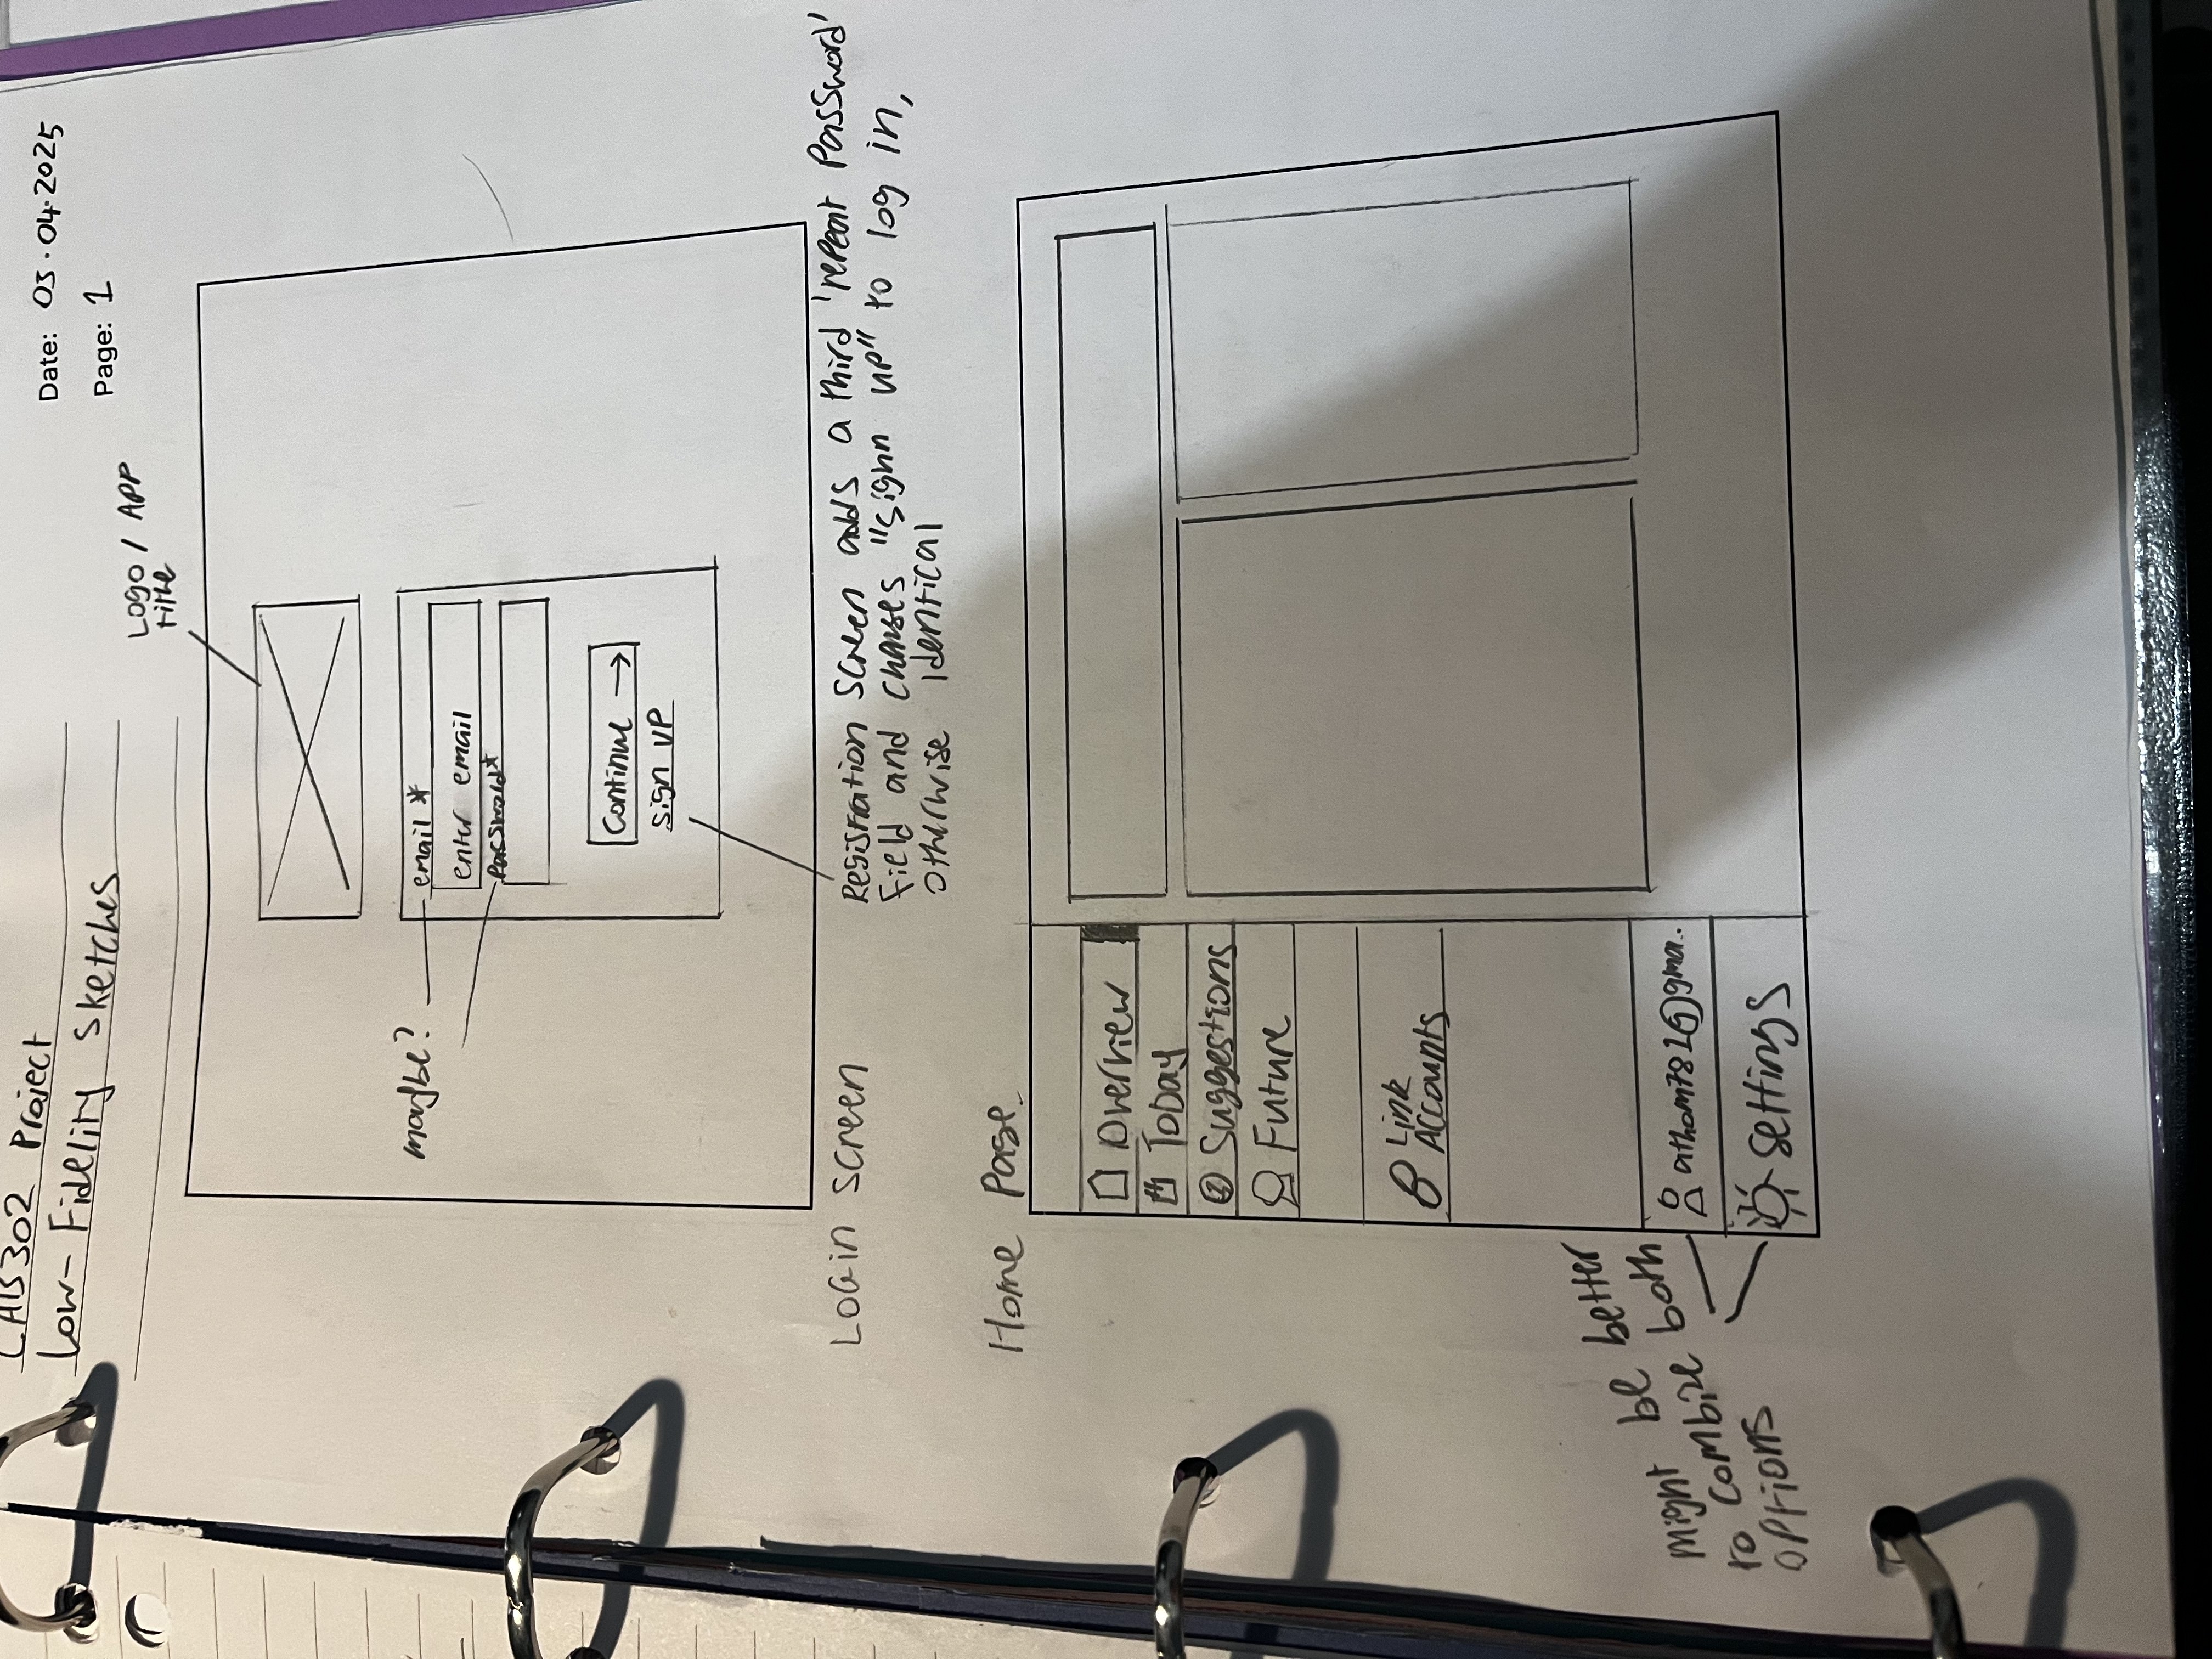 CAB302 Project
Low-Fidelity Sketches
Date: 03.04.2025
Page: 1
Logo / APP
title
maybe?
email *
enter email
Password*
Continue →
sign UP
Login screen
Registration screen adds a third 'repeat Password'
field and changes "sighn up" to log in,
otherwise identical
Home Page.
Overview
Today
Suggestions
Future
Link
Accounts
Might be better
to combine both
options
athom781@gma..
settings